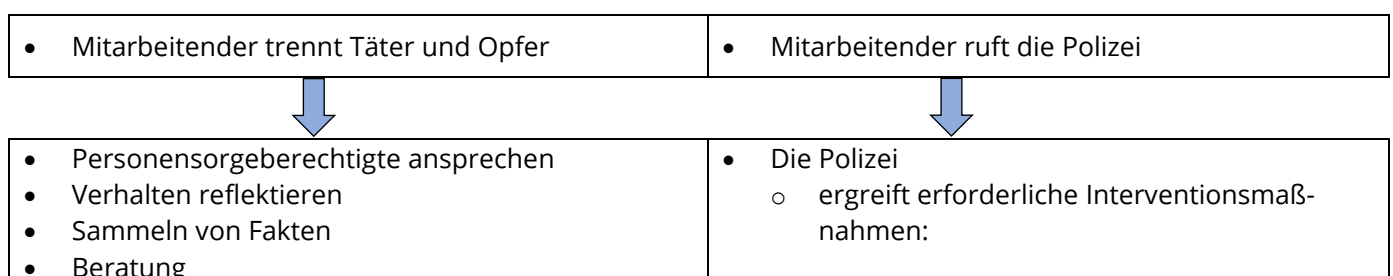 • Mitarbeitender trennt Täter und Opfer
• Mitarbeitender ruft die Polizei
• Personensorgeberechtigte ansprechen
• Verhalten reflektieren
• Sammeln von Fakten
• Beratung
• Die Polizei
o ergreift erforderliche Interventionsmaß-
nahmen: